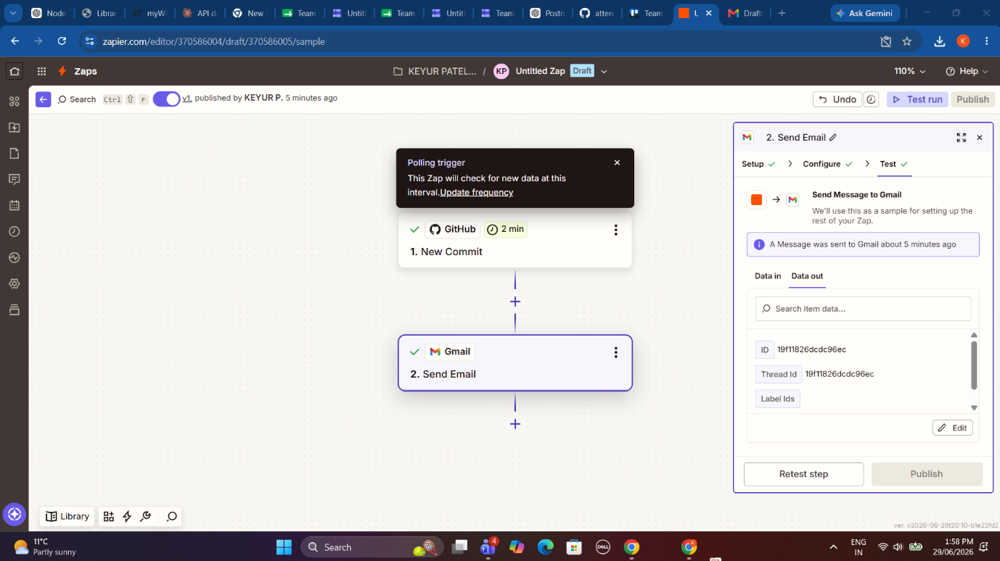 Node
Librar
myWI
API do
New T
Team
Untitl
Team
Untitl
Team
Postm
atten
Team
U
Draft
Ask Gemini
zapier.com/editor/370586004/draft/370586005/sample
K
Zaps
KEYUR PATEL... / KP Untitled Zap Draft
110%
Help
Search Ctrl ⇧ F
v1. published by KEYUR P. 5 minutes ago
Undo
Test run
Publish
Polling trigger
This Zap will check for new data at this
interval.Update frequency
GitHub
2 min
1. New Commit
Gmail
2. Send Email
2. Send Email
Setup
Configure
Test
Send Message to Gmail
We'll use this as a sample for setting up the
rest of your Zap.
A Message was sent to Gmail about 5 minutes ago
Data in
Data out
Search item data...
ID 19f11826dcdc96ec
Thread Id 19f11826dcdc96ec
Label Ids
Edit
Retest step
Publish
Library
ver. v2026-06-26t20:10-b1e22fd2
11°C
Partly sunny
Search
4
DELL
K
ENG
IN
1:58 PM
29/06/2026